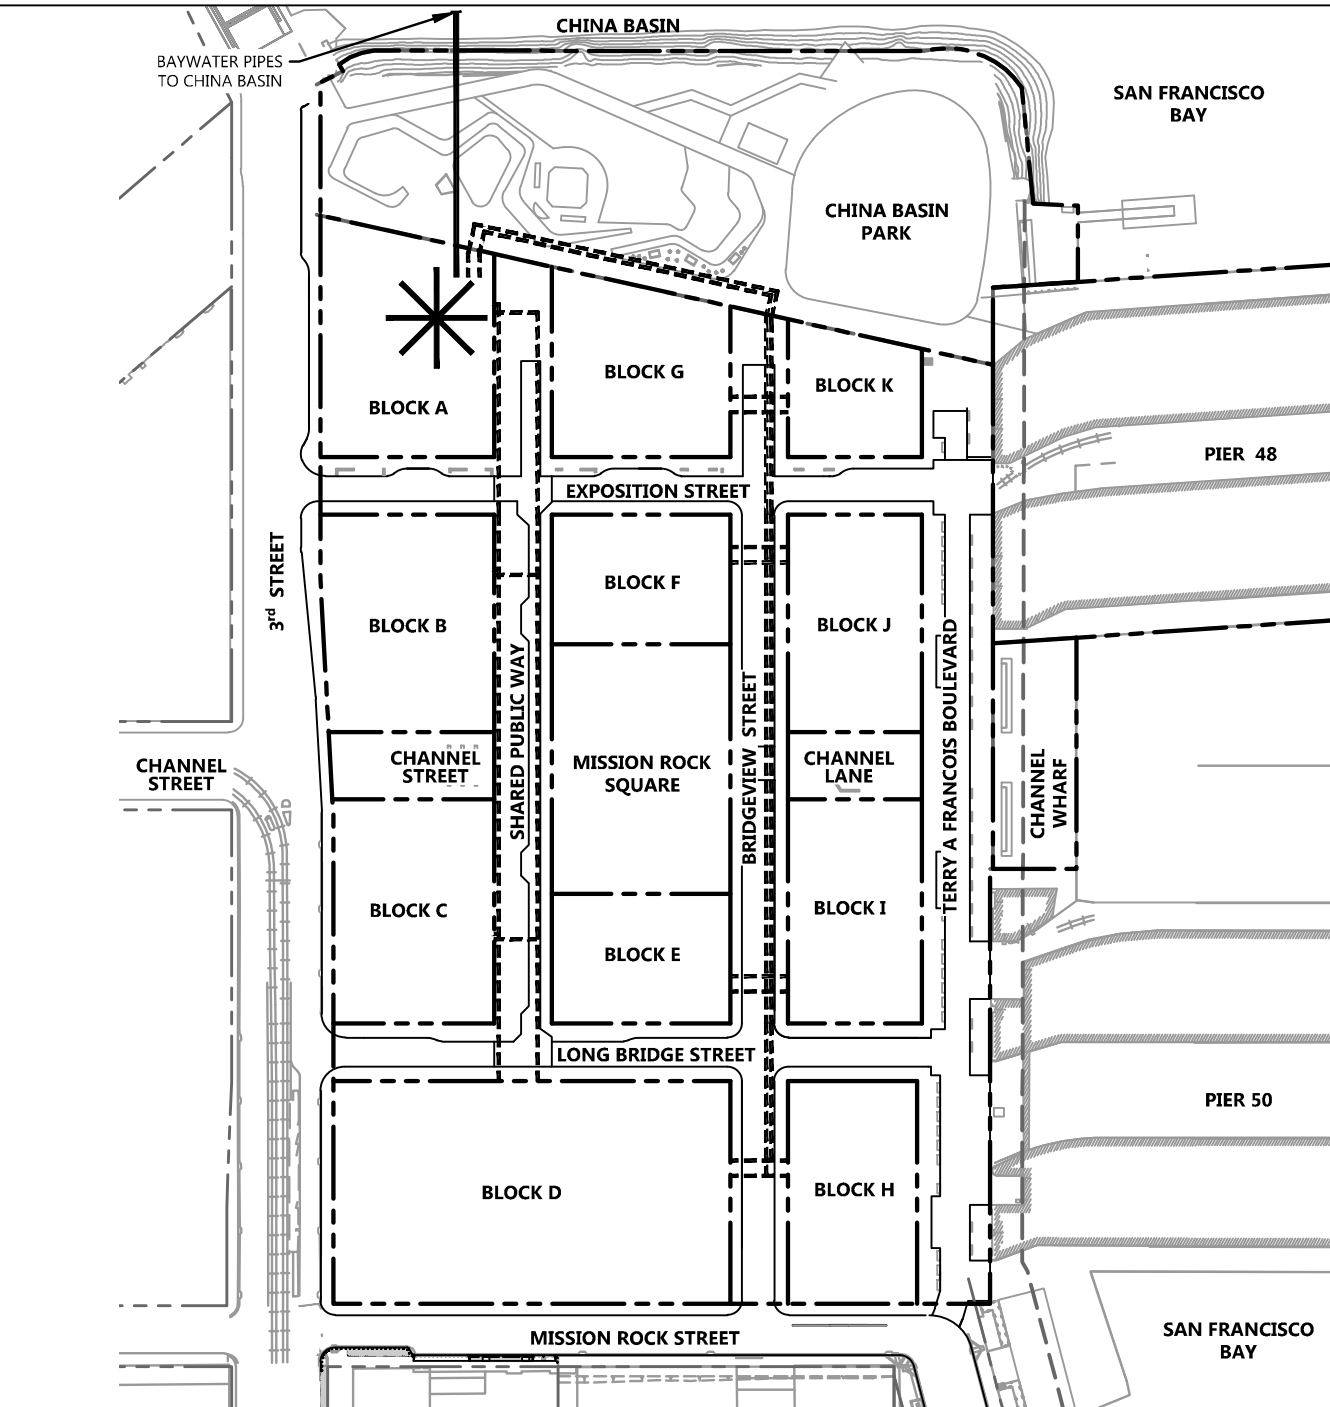 CHINA BASIN
BAYWATER PIPES
TO CHINA BASIN
SAN FRANCISCO
BAY
CHINA BASIN
PARK
BLOCK G
BLOCK K
BLOCK A
PIER 48
EXPOSITION STREET
3rd STREET
BLOCK F
BLOCK B
BLOCK J
SHARED PUBLIC WAY
BRIDGEVIEW STREET
TERRY A FRANCOIS BOULEVARD
CHANNEL
STREET
CHANNEL
STREET
MISSION ROCK
SQUARE
CHANNEL
LANE
CHANNEL
WHARF
BLOCK C
BLOCK I
BLOCK E
LONG BRIDGE STREET
PIER 50
BLOCK D
BLOCK H
MISSION ROCK STREET
SAN FRANCISCO
BAY